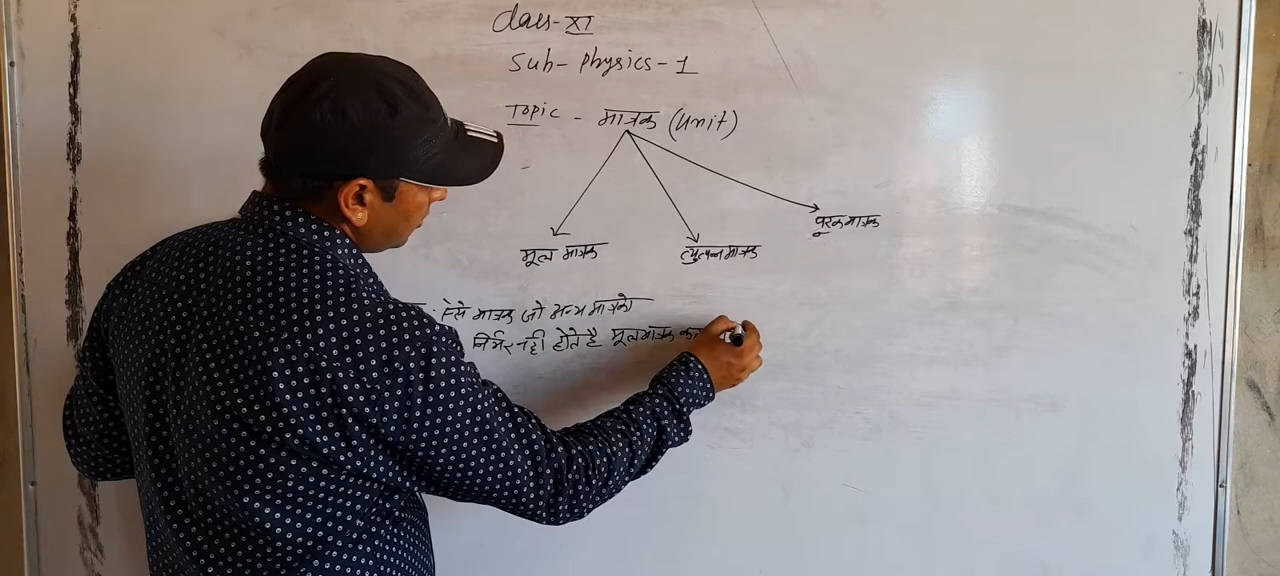 Class-XI
Sub-Physics-1
Topic - मात्रक (Unit)
पूरक मात्रक
मूल मात्रक
व्युत्पन्न मात्रक
ऐसे मात्रक जो अन्य मात्रको
निर्भर नही होते है मूल मात्रक